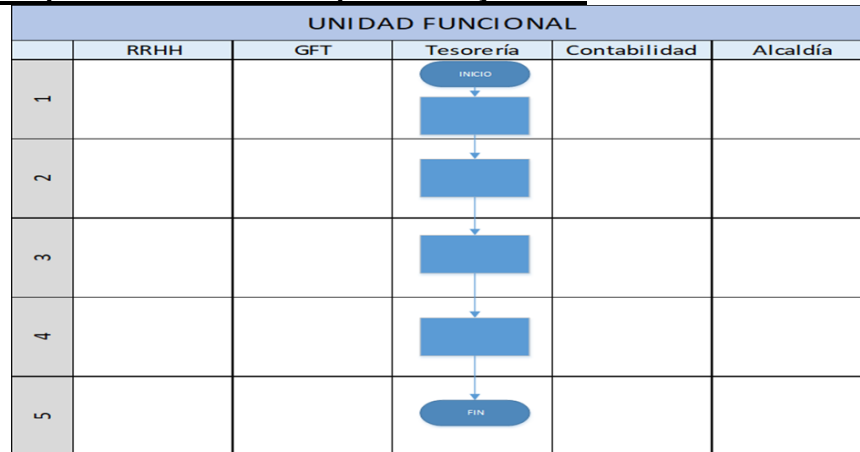 UNIDAD FUNCIONAL
RRHH GFT Tesorería Contabilidad Alcaldía
INICIO
1
2
3
4
5
FIN